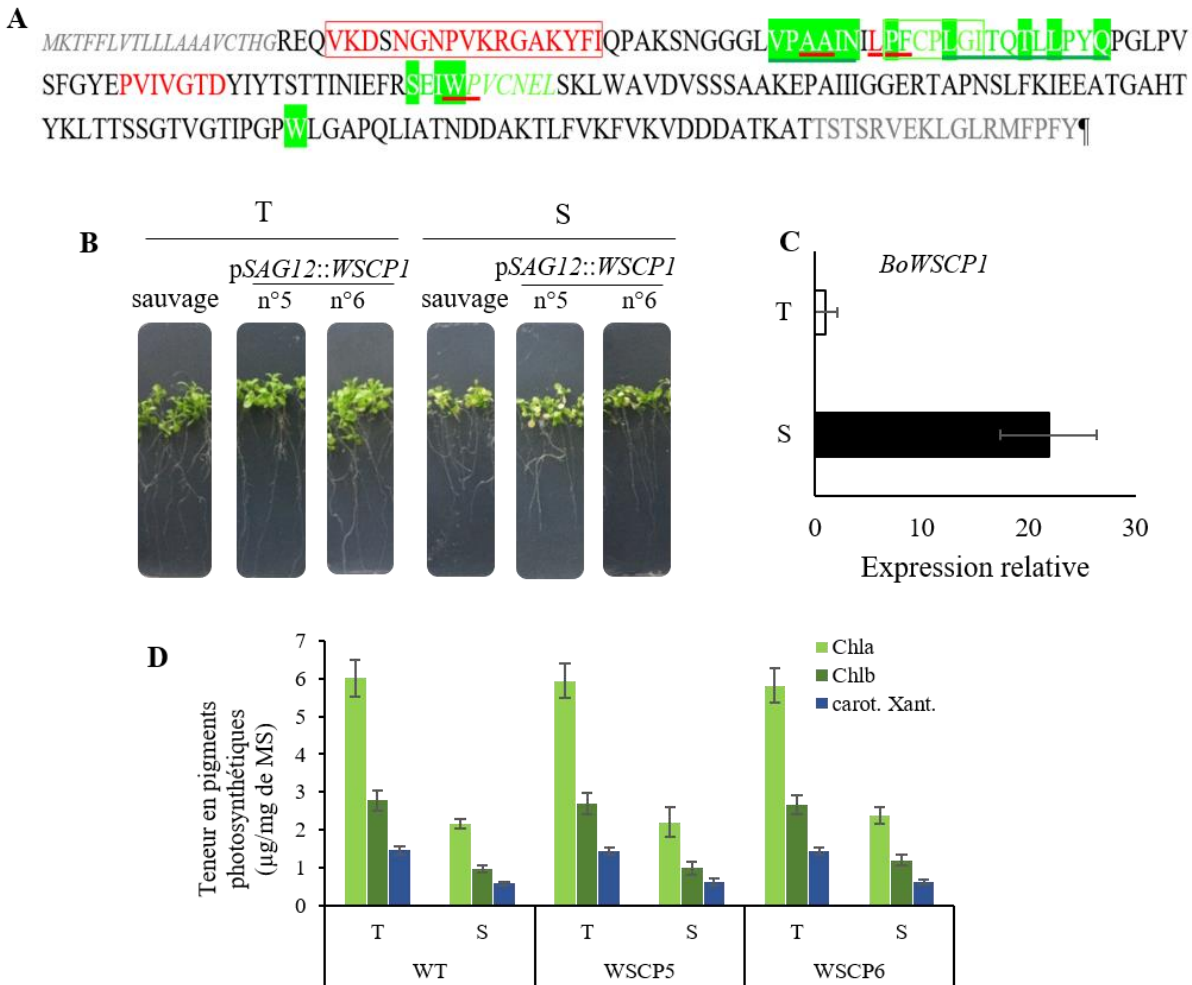 A
MKTFFLVTLLLAAAVCTHGREQVKDSNGNPVKRGAKYFIQPAKSNGGGLVPAAINILPFCPLGITQTLLPYQPGLPV
SFGYEPVIVGTDYIYTSTTINIEFRSEIWPVCNELSKLWAVDVSSSAAKEPAIIIGGERTAPNSLFKIEEATGAHT
YKLTTSSGTVGTIPGPWLGAPQLIATNDDAKTLFVKFVKVDDDATKATTSTSRVEKLGLRMFPFY¶
B
T
S
sauvage
pSAG12::WSCP1
n°5
n°6
sauvage
pSAG12::WSCP1
n°5
n°6
C
BoWSCP1
T
S
0 10 20 30
Expression relative
D
Teneur en pigments
photosynthétiques
(µg/mg de MS)
7
6
5
4
3
2
1
0
Chla
Chlb
carot. Xant.
T S T S T S
WT WSCP5 WSCP6